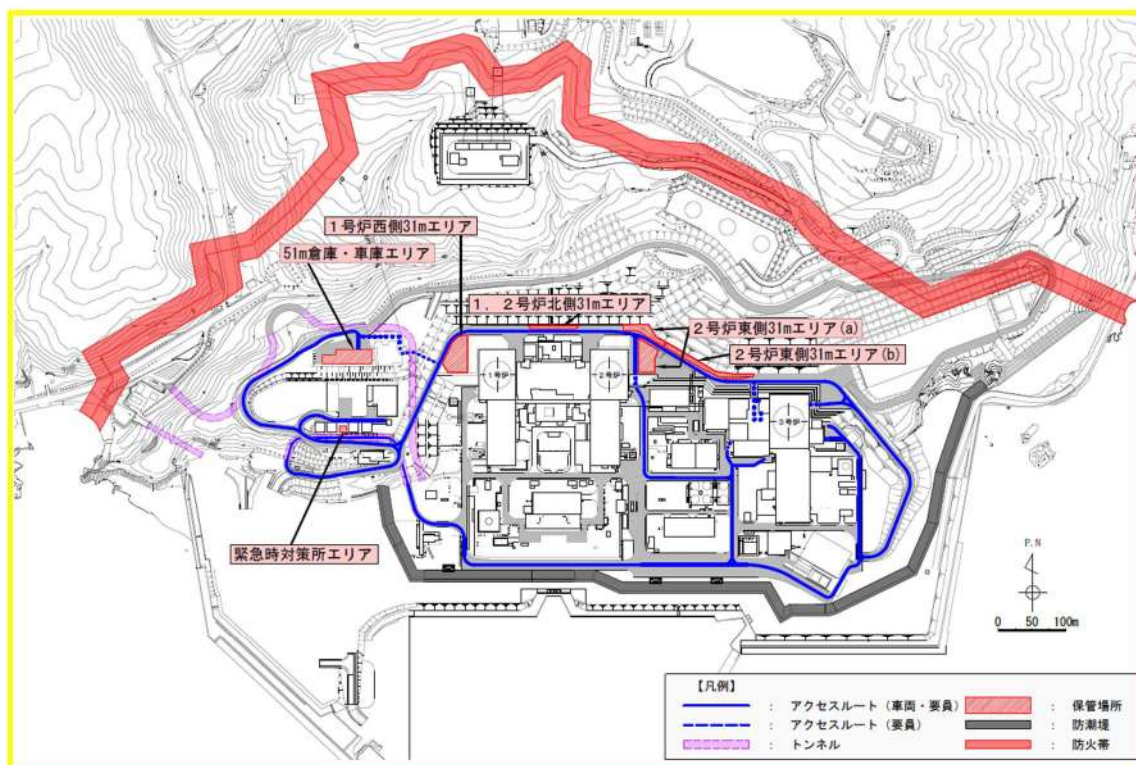 1号炉西側31mエリア
51m倉庫・車庫エリア
1．2号炉北側31mエリア
2号炉東側31mエリア(a)
2号炉東側31mエリア(b)
1号炉
2号炉
3号炉
緊急時対策所エリア
P.N
0 50 100m
【凡例】
： アクセスルート（車両・要員）
： 保管場所
： アクセスルート（要員）
： 防潮堤
： トンネル
： 防火帯